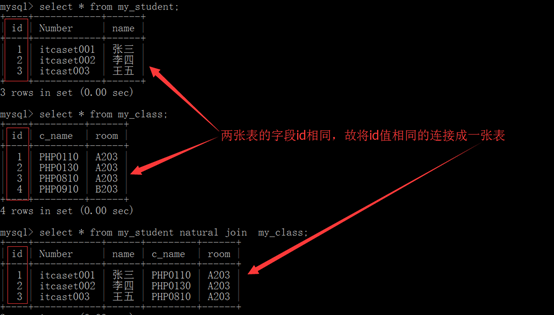 mysql> select * from my_student;
id | Number | name
1 | itcaset001 | 张三
2 | itcaset002 | 李四
3 | itcast003 | 王五
3 rows in set (0.00 sec)
mysql> select * from my_class;
id | c_name | room
1 | PHP0110 | A203
2 | PHP0130 | A203
3 | PHP0810 | A203
4 | PHP0910 | B203
4 rows in set (0.00 sec)
两张表的字段id相同，故将id值相同的连接成一张表
mysql> select * from my_student natural join  my_class;
id | Number | name | c_name | room
1 | itcaset001 | 张三 | PHP0110 | A203
2 | itcaset002 | 李四 | PHP0130 | A203
3 | itcast003 | 王五 | PHP0810 | A203